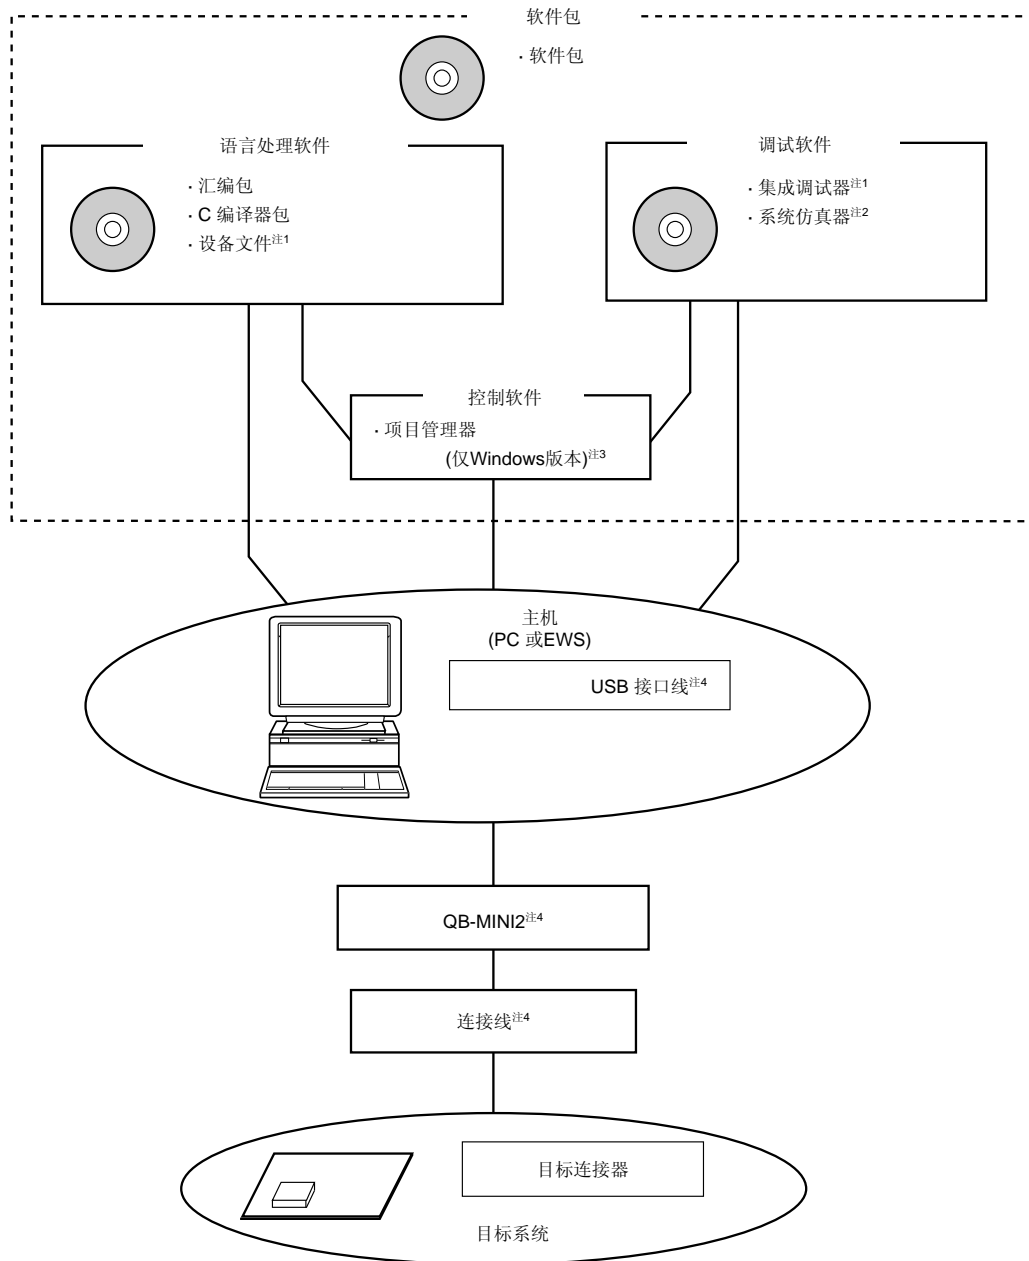 软件包
· 软件包
语言处理软件
· 汇编包
· C 编译器包
· 设备文件注1
调试软件
· 集成调试器注1
· 系统仿真器注2
控制软件
· 项目管理器
(仅Windows版本)注3
主机
(PC 或EWS)
USB 接口线注4
QB-MINI2注4
连接线注4
目标连接器
目标系统